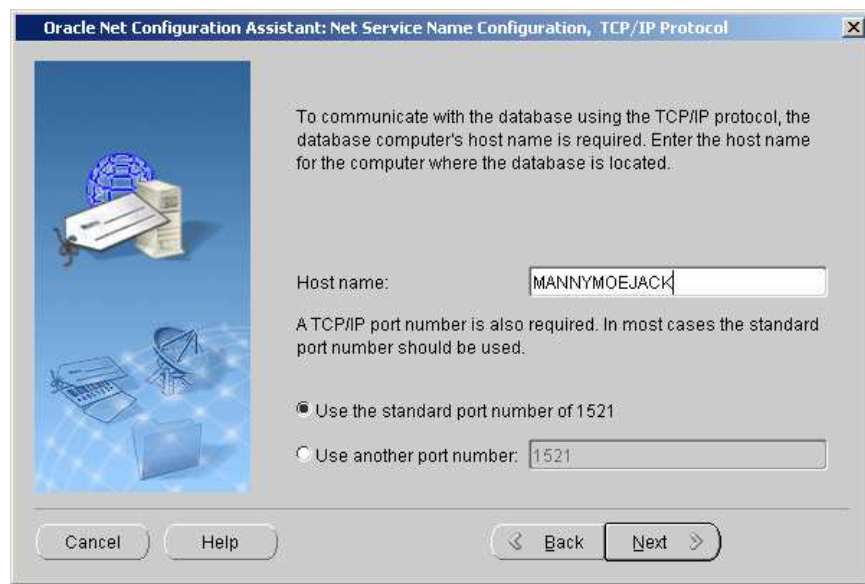 Oracle Net Configuration Assistant: Net Service Name Configuration, TCP/IP Protocol
To communicate with the database using the TCP/IP protocol, the
database computer's host name is required. Enter the host name
for the computer where the database is located.
Host name: MANNYMOEJACK
A TCP/IP port number is also required. In most cases the standard
port number should be used.
Use the standard port number of 1521
Use another port number: 1521
Cancel Help Back Next